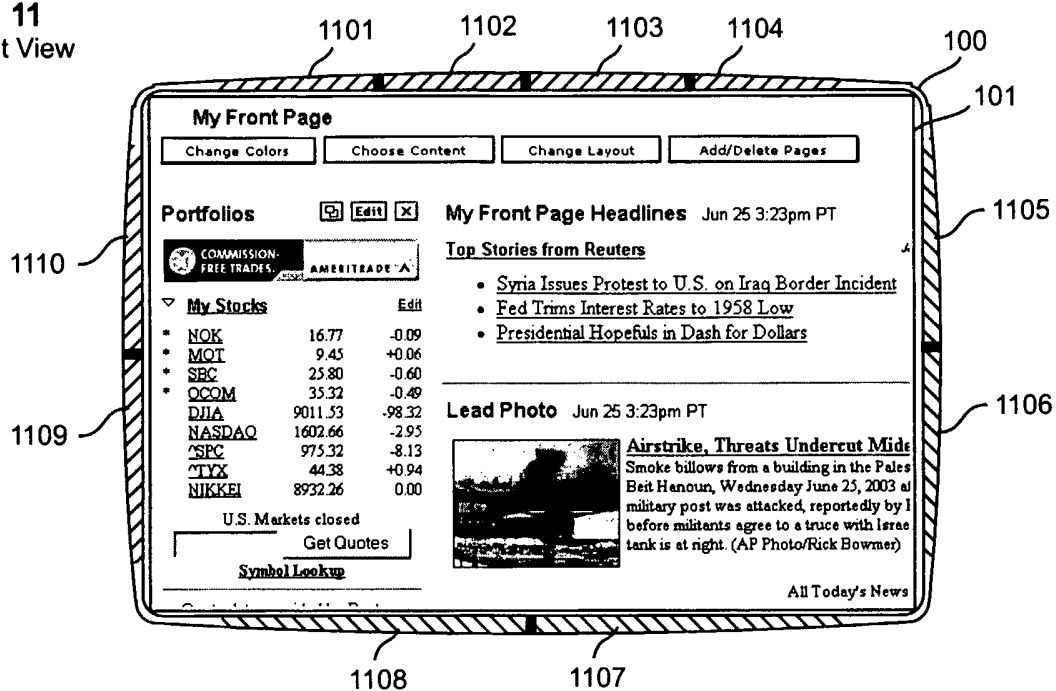 11
t View
1101
1102
1103
1104
100
101
1105
1106
1107
1108
1109
1110
My Front Page
Change Colors Choose Content Change Layout Add/Delete Pages
Portfolios Edit X
COMMISSION-
FREE TRADES.
AMERITRADE
My Stocks Edit
* NOK 16.77 -0.09
* MOT 9.45 +0.06
* SBC 25.80 -0.60
* QCOM 35.32 -0.49
DJIA 9011.53 -98.32
NASDAQ 1602.66 -2.95
^SPC 975.32 -8.13
^TYX 44.38 +0.94
NIKKEI 8932.26 0.00
U.S. Markets closed
Get Quotes
Symbol Lookup
My Front Page Headlines Jun 25 3:23pm PT
Top Stories from Reuters
• Syria Issues Protest to U.S. on Iraq Border Incident
• Fed Trims Interest Rates to 1958 Low
• Presidential Hopefuls in Dash for Dollars
Lead Photo Jun 25 3:23pm PT
Airstrike, Threats Undercut Mide
Smoke billows from a building in the Pales
Beit Hanoun, Wednesday June 25, 2003 af
military post was attacked, reportedly by
before militants agree to a truce with Israe
tank is at right. (AP Photo/Rick Bowmer)
All Today's News